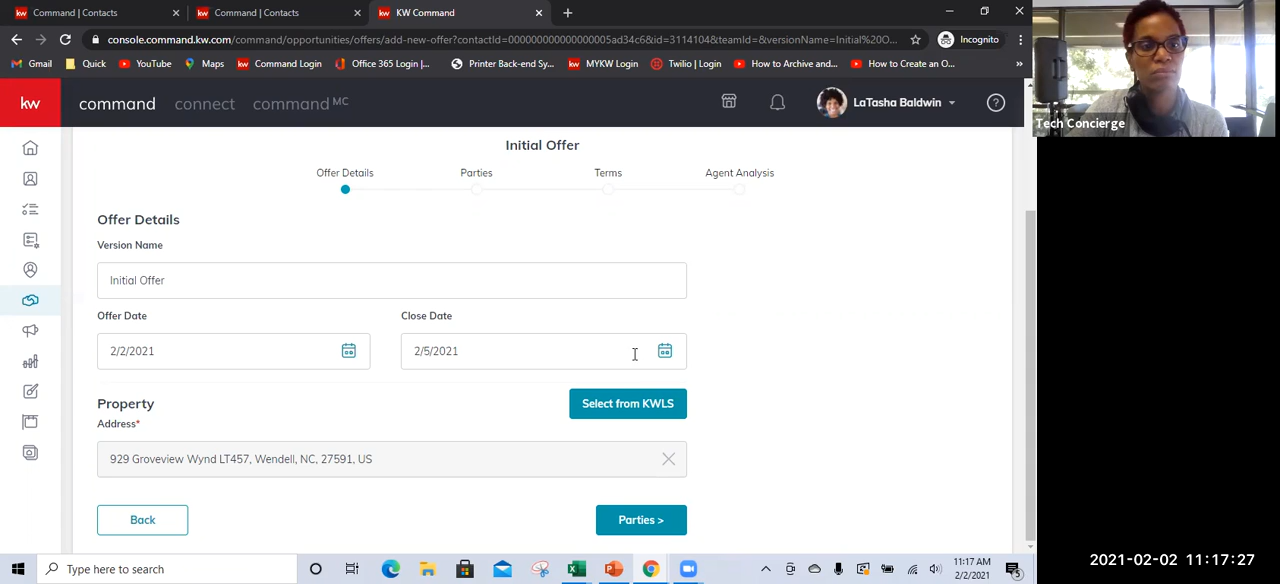 kw Command | Contacts
kw Command | Contacts
kw KW Command
console.command.kw.com/command/opportunities/offers/add-new-offer?contactId=000000000000000005ad34c6&id=3114104&teamId=&versionName=Initial%20O...
Incognito
Gmail Quick YouTube Maps kw Command Login Office 365 Login |... Printer Back-end Sy... kw MYKW Login Twilio | Login How to Archive and... How to Create an O... »
kw command connect command MC LaTasha Baldwin ?
Tech Concierge
Initial Offer
Offer Details Parties Terms Agent Analysis
Offer Details
Version Name
Initial Offer
Offer Date Close Date
2/2/2021 2/5/2021
Property
Select from KWLS
Address*
929 Groveview Wynd LT457, Wendell, NC, 27591, US
Back Parties >
Type here to search
11:17 AM
2/2/2021
5
2021-02-02 11:17:27